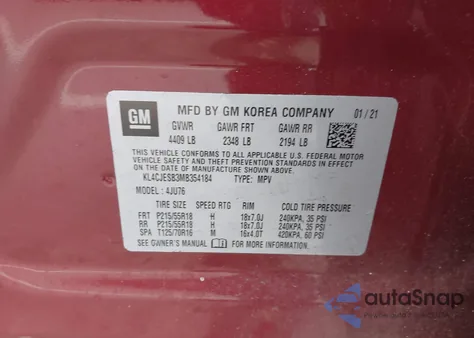 GM
MFD BY GM KOREA COMPANY 01/21
GVWR GAWR FRT GAWR RR
4409 LB 2348 LB 2194 LB
THIS VEHICLE CONFORMS TO ALL APPLICABLE U.S. FEDERAL MOTOR
VEHICLE SAFETY, BUMPER, AND THEFT PREVENTION STANDARDS
IN EFFECT ON THE DATE OF MANUFACTURE SHOWN ABOVE.
KL4CJESB3MB354184 TYPE: MPV
MODEL: 4JU76
TIRE SIZE SPEED RTG RIM COLD TIRE PRESSURE
FRT P215/55R18 H 18x7.0J 240KPA, 35 PSI
RR P215/55R18 H 18x7.0J 240KPA, 35 PSI
SPA T125/70R16 M 16x4.0T 420KPA, 60 PSI
SEE OWNER'S MANUAL FOR MORE INFORMATION.
autoSnap